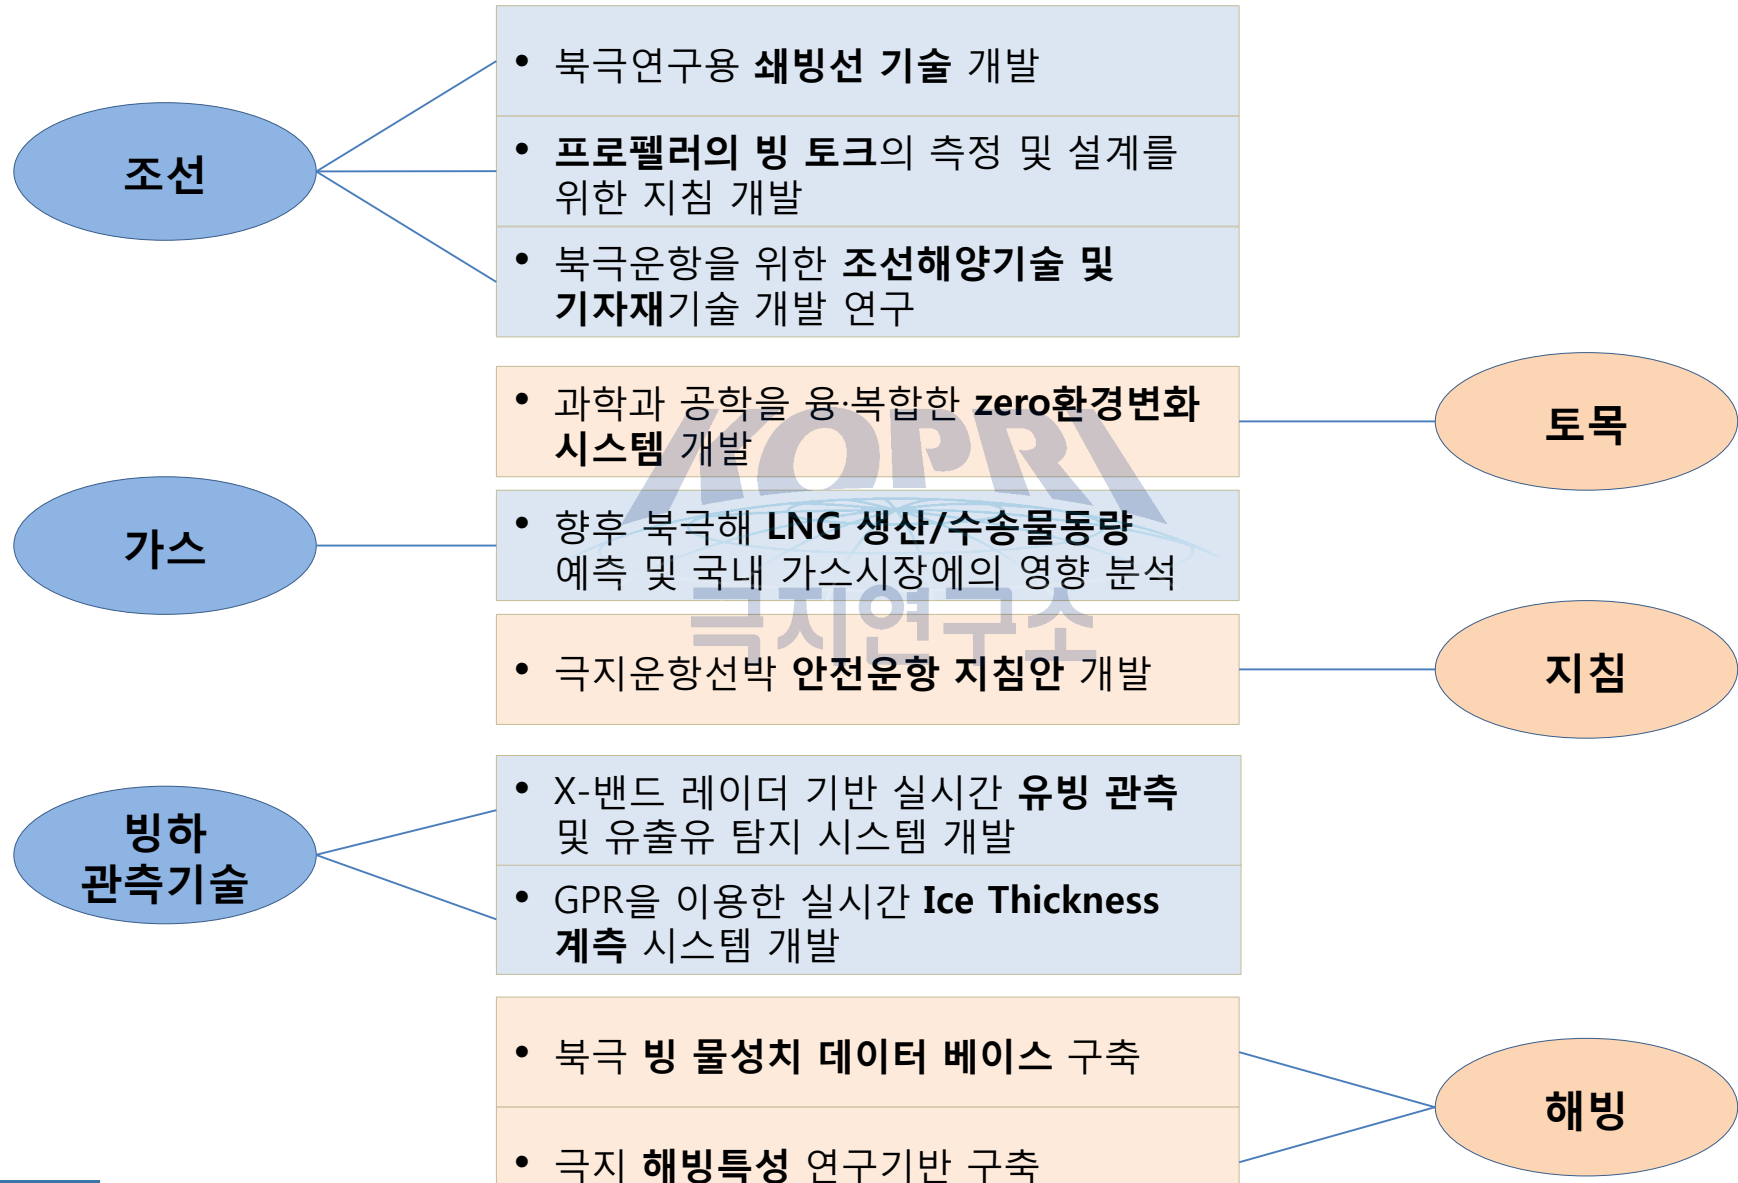 조선
• 북극연구용 쇄빙선 기술 개발
• 프로펠러의 빙 토크의 측정 및 설계를
위한 지침 개발
• 북극운항을 위한 조선해양기술 및
기자재기술 개발 연구
• 과학과 공학을 융·복합한 zero환경변화
시스템 개발
토목
가스
• 향후 북극해 LNG 생산/수송물동량
예측 및 국내 가스시장에의 영향 분석
• 극지운항선박 안전운항 지침안 개발
지침
빙하
관측기술
• X-밴드 레이더 기반 실시간 유빙 관측
및 유출유 탐지 시스템 개발
• GPR을 이용한 실시간 Ice Thickness
계측 시스템 개발
• 북극 빙 물성치 데이터 베이스 구축
• 극지 해빙특성 연구기반 구축
해빙
KOPRI
극지연구소